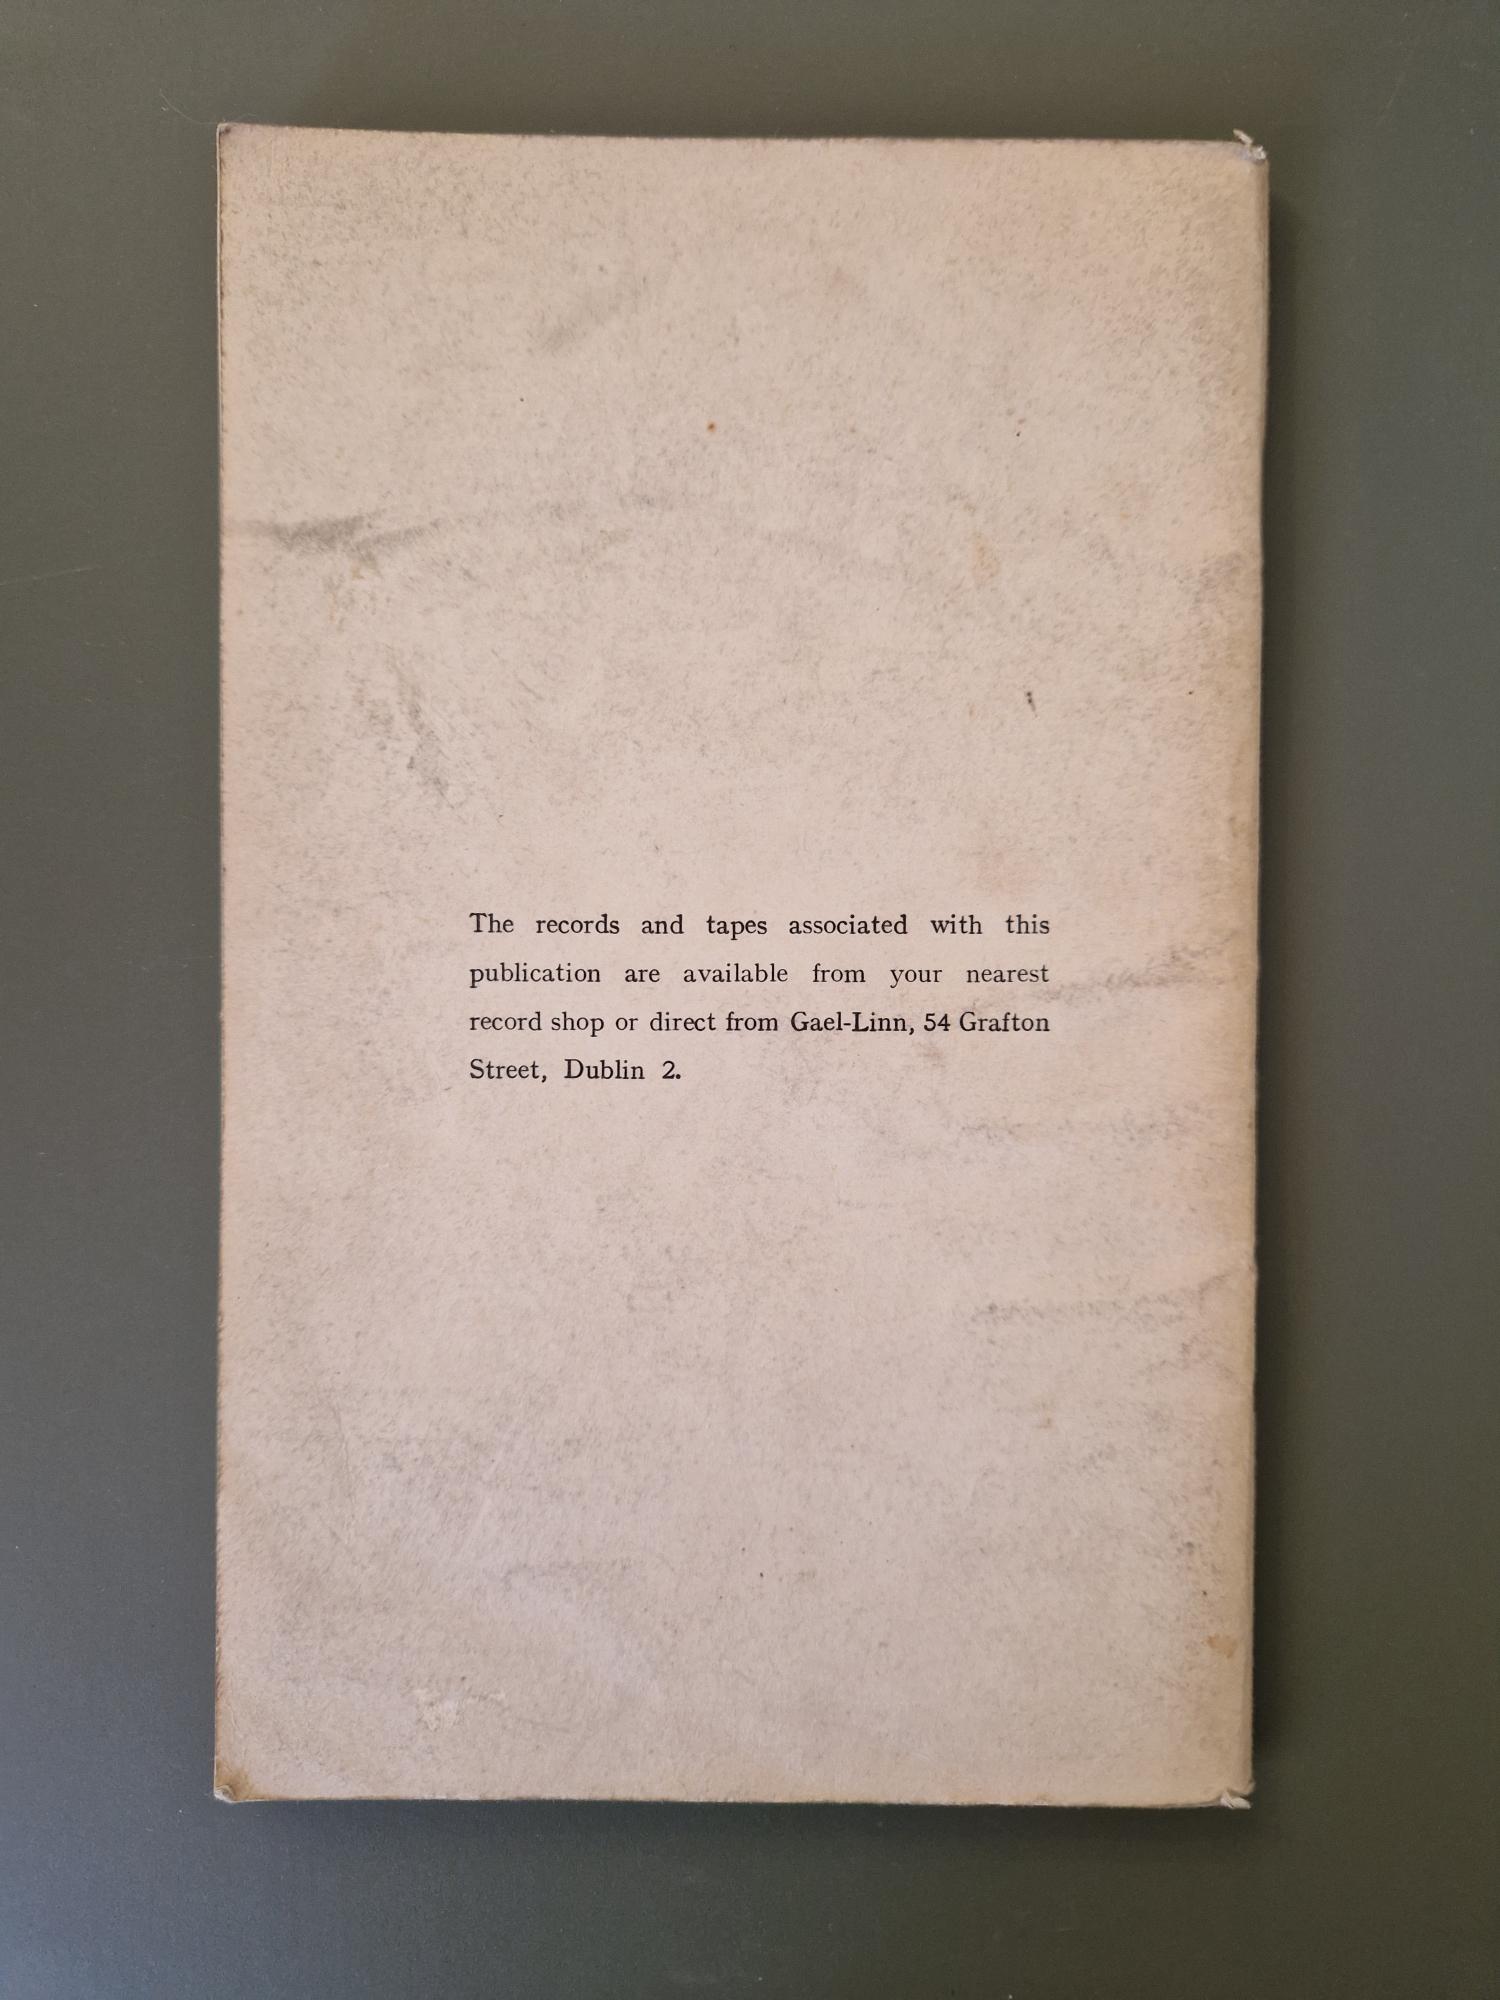 The records and tapes associated with this
publication are available from your nearest
record shop or direct from Gael-Linn, 54 Grafton
Street, Dublin 2.